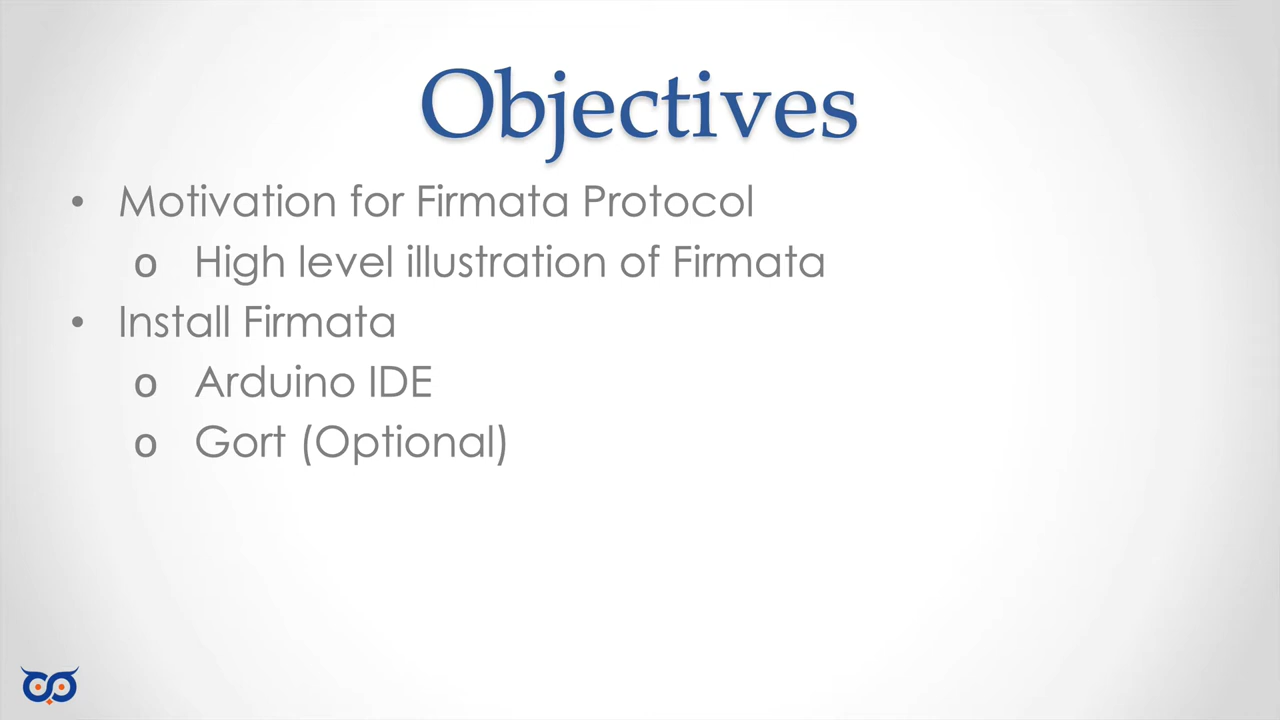 Objectives
• Motivation for Firmata Protocol
o High level illustration of Firmata
• Install Firmata
o Arduino IDE
o Gort (Optional)